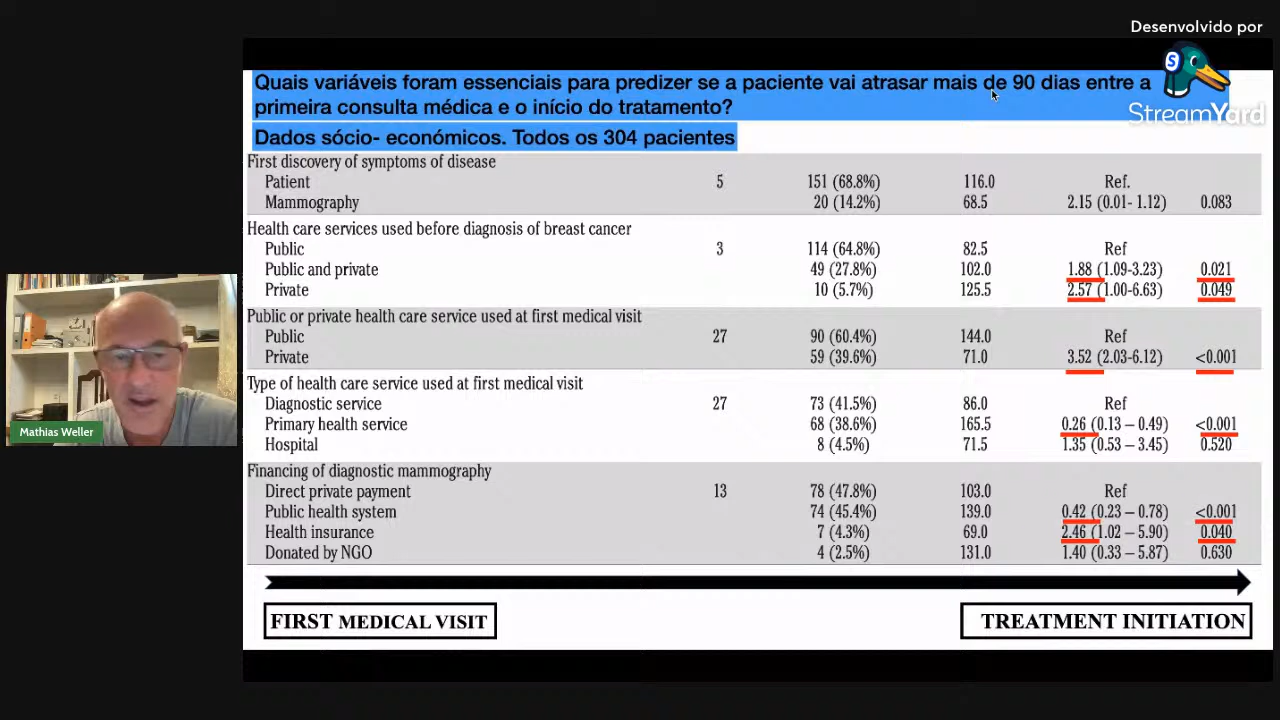 Desenvolvido por
StreamYard
Quais variáveis foram essenciais para predizer se a paciente vai atrasar mais de 90 dias entre a
primeira consulta médica e o início do tratamento?
Dados sócio- económicos. Todos os 304 pacientes
First discovery of symptoms of disease
Patient 5 151 (68.8%) 116.0 Ref.
Mammography 20 (14.2%) 68.5 2.15 (0.01- 1.12) 0.083
Health care services used before diagnosis of breast cancer
Public 3 114 (64.8%) 82.5 Ref
Public and private 49 (27.8%) 102.0 1.88 (1.09-3.23) 0.021
Private 10 (5.7%) 125.5 2.57 (1.00-6.63) 0.049
Public or private health care service used at first medical visit
Public 27 90 (60.4%) 144.0 Ref
Private 59 (39.6%) 71.0 3.52 (2.03-6.12) <0.001
Type of health care service used at first medical visit
Diagnostic service 27 73 (41.5%) 86.0 Ref
Primary health service 68 (38.6%) 165.5 0.26 (0.13 – 0.49) <0.001
Hospital 8 (4.5%) 71.5 1.35 (0.53 – 3.45) 0.520
Financing of diagnostic mammography
Direct private payment 13 78 (47.8%) 103.0 Ref
Public health system 74 (45.4%) 139.0 0.42 (0.23 – 0.78) <0.001
Health insurance 7 (4.3%) 69.0 2.46 (1.02 – 5.90) 0.040
Donated by NGO 4 (2.5%) 131.0 1.40 (0.33 – 5.87) 0.630
FIRST MEDICAL VISIT
TREATMENT INITIATION
Mathias Weller